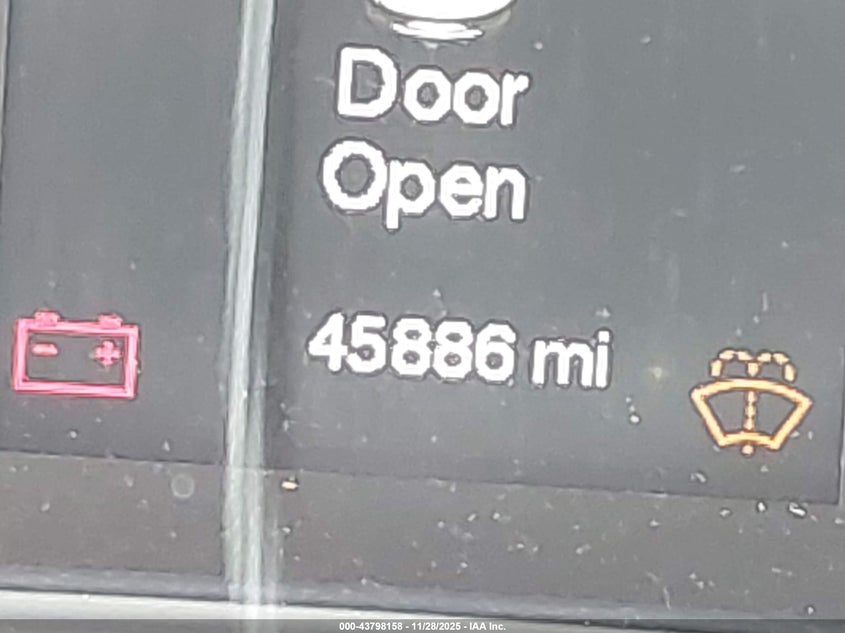 Door
Open
45886 mi
000-43798158 - 11/28/2025 - IAA Inc.